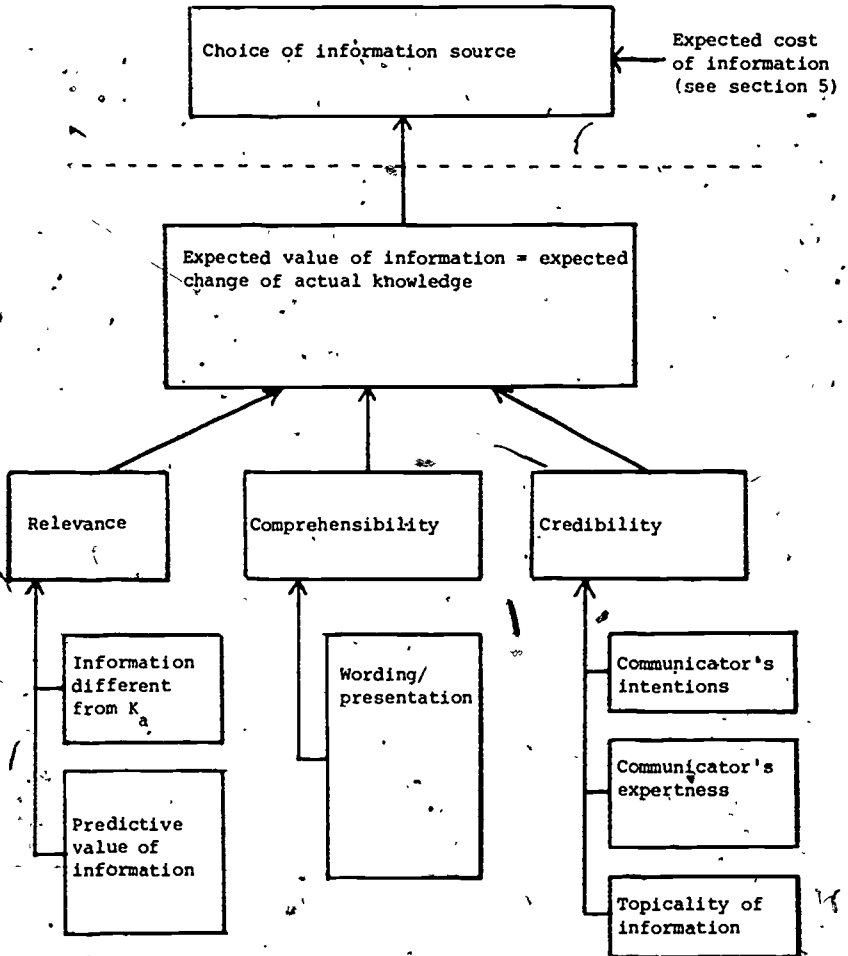 Choice of information source
Expected cost
of information
(see section 5)
Expected value of information = expected
change of actual knowledge
Relevance
Comprehensibility
Credibility
Information
different
from K
a
Predictive
value of
information
Wording/
presentation
Communicator's
intentions
Communicator's
expertness
Topicality of
information